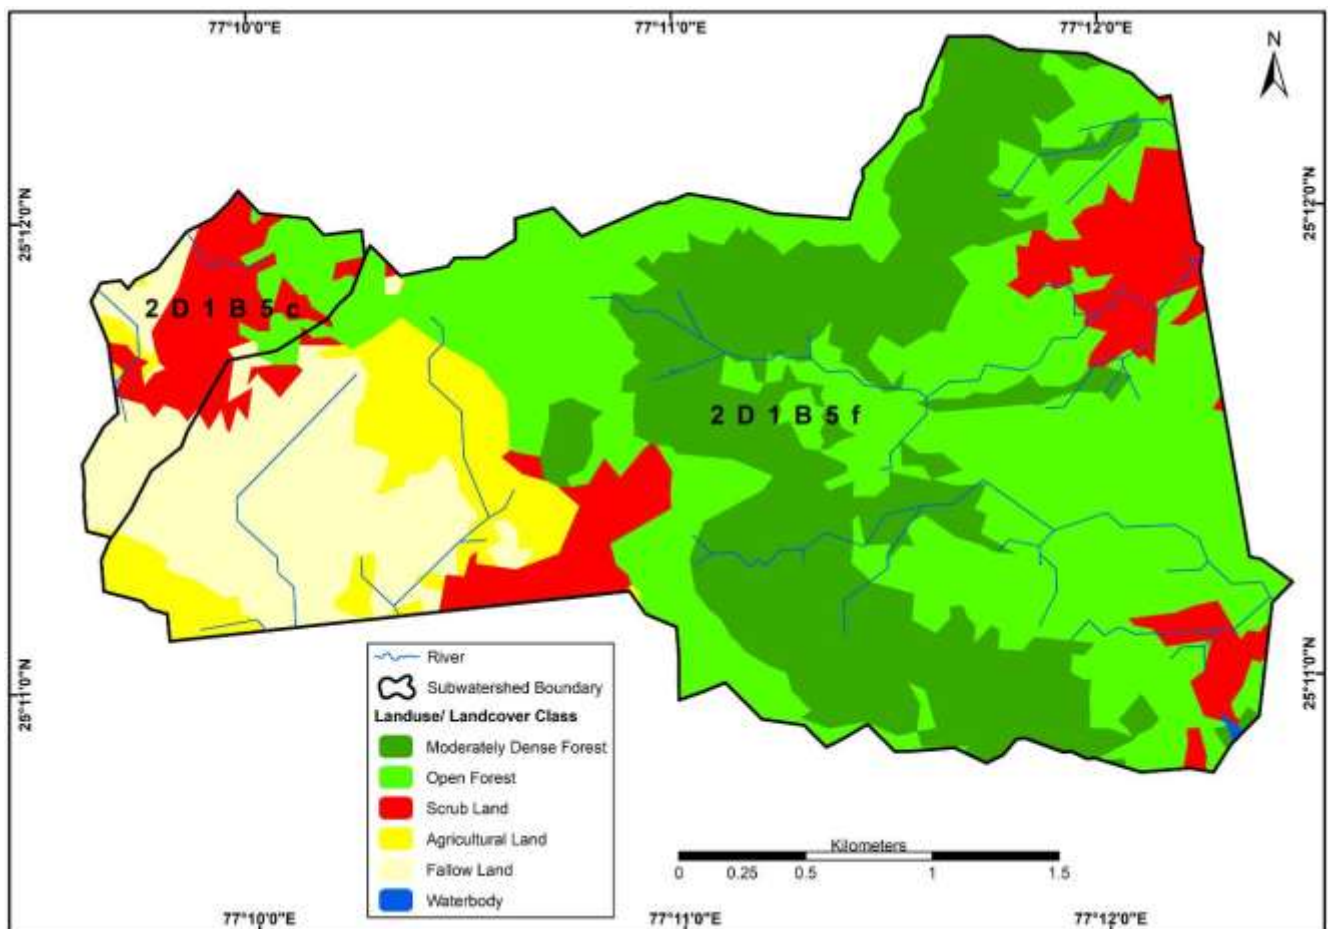 77°10'0"E 77°11'0"E 77°12'0"E
N
25°12'0"N 25°12'0"N
2 D 1 B 5 c
2 D 1 B 5 f
25°11'0"N 25°11'0"N
River
Subwatershed Boundary
Landuse/ Landcover Class
Moderately Dense Forest
Open Forest
Scrub Land
Agricultural Land
Fallow Land
Waterbody
Kilometers
0 0.25 0.5 1 1.5
77°10'0"E 77°11'0"E 77°12'0"E